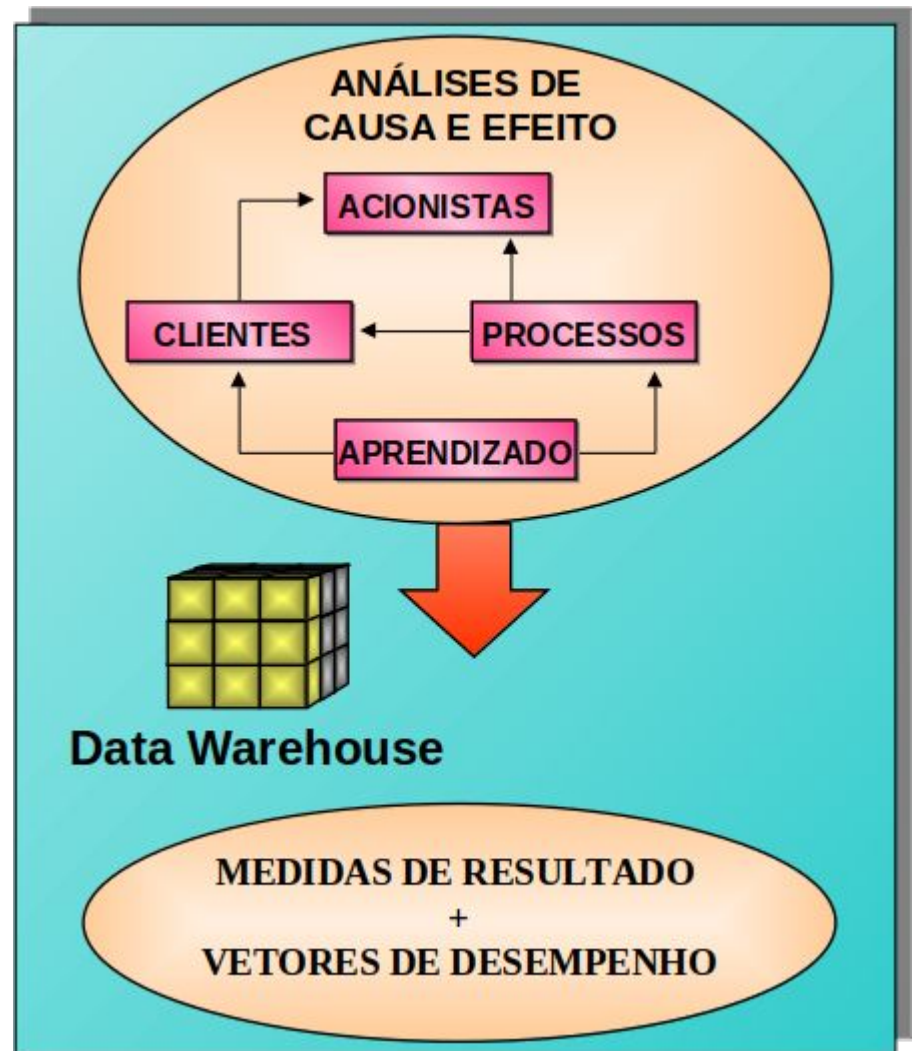 ANÁLISES DE
CAUSA E EFEITO
ACIONISTAS
CLIENTES
PROCESSOS
APRENDIZADO
Data Warehouse
MEDIDAS DE RESULTADO
+
VETORES DE DESEMPENHO